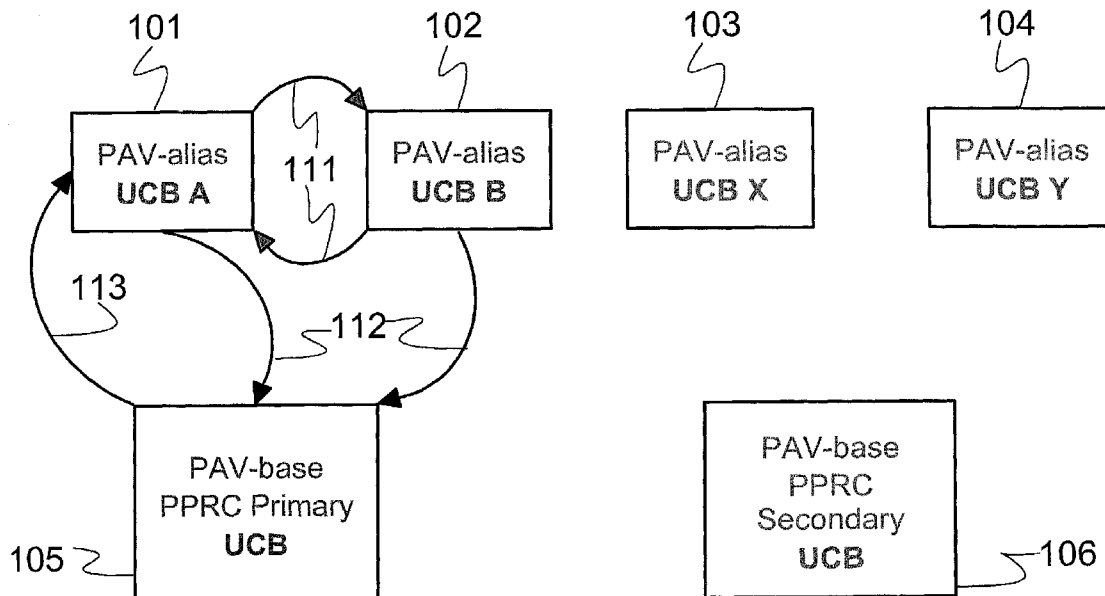 101
102
103
104
PAV-alias
UCB A
PAV-alias
UCB B
PAV-alias
UCB X
PAV-alias
UCB Y
111
113
112
PAV-base
PPRC Primary
UCB
PAV-base
PPRC
Secondary
UCB
105
106